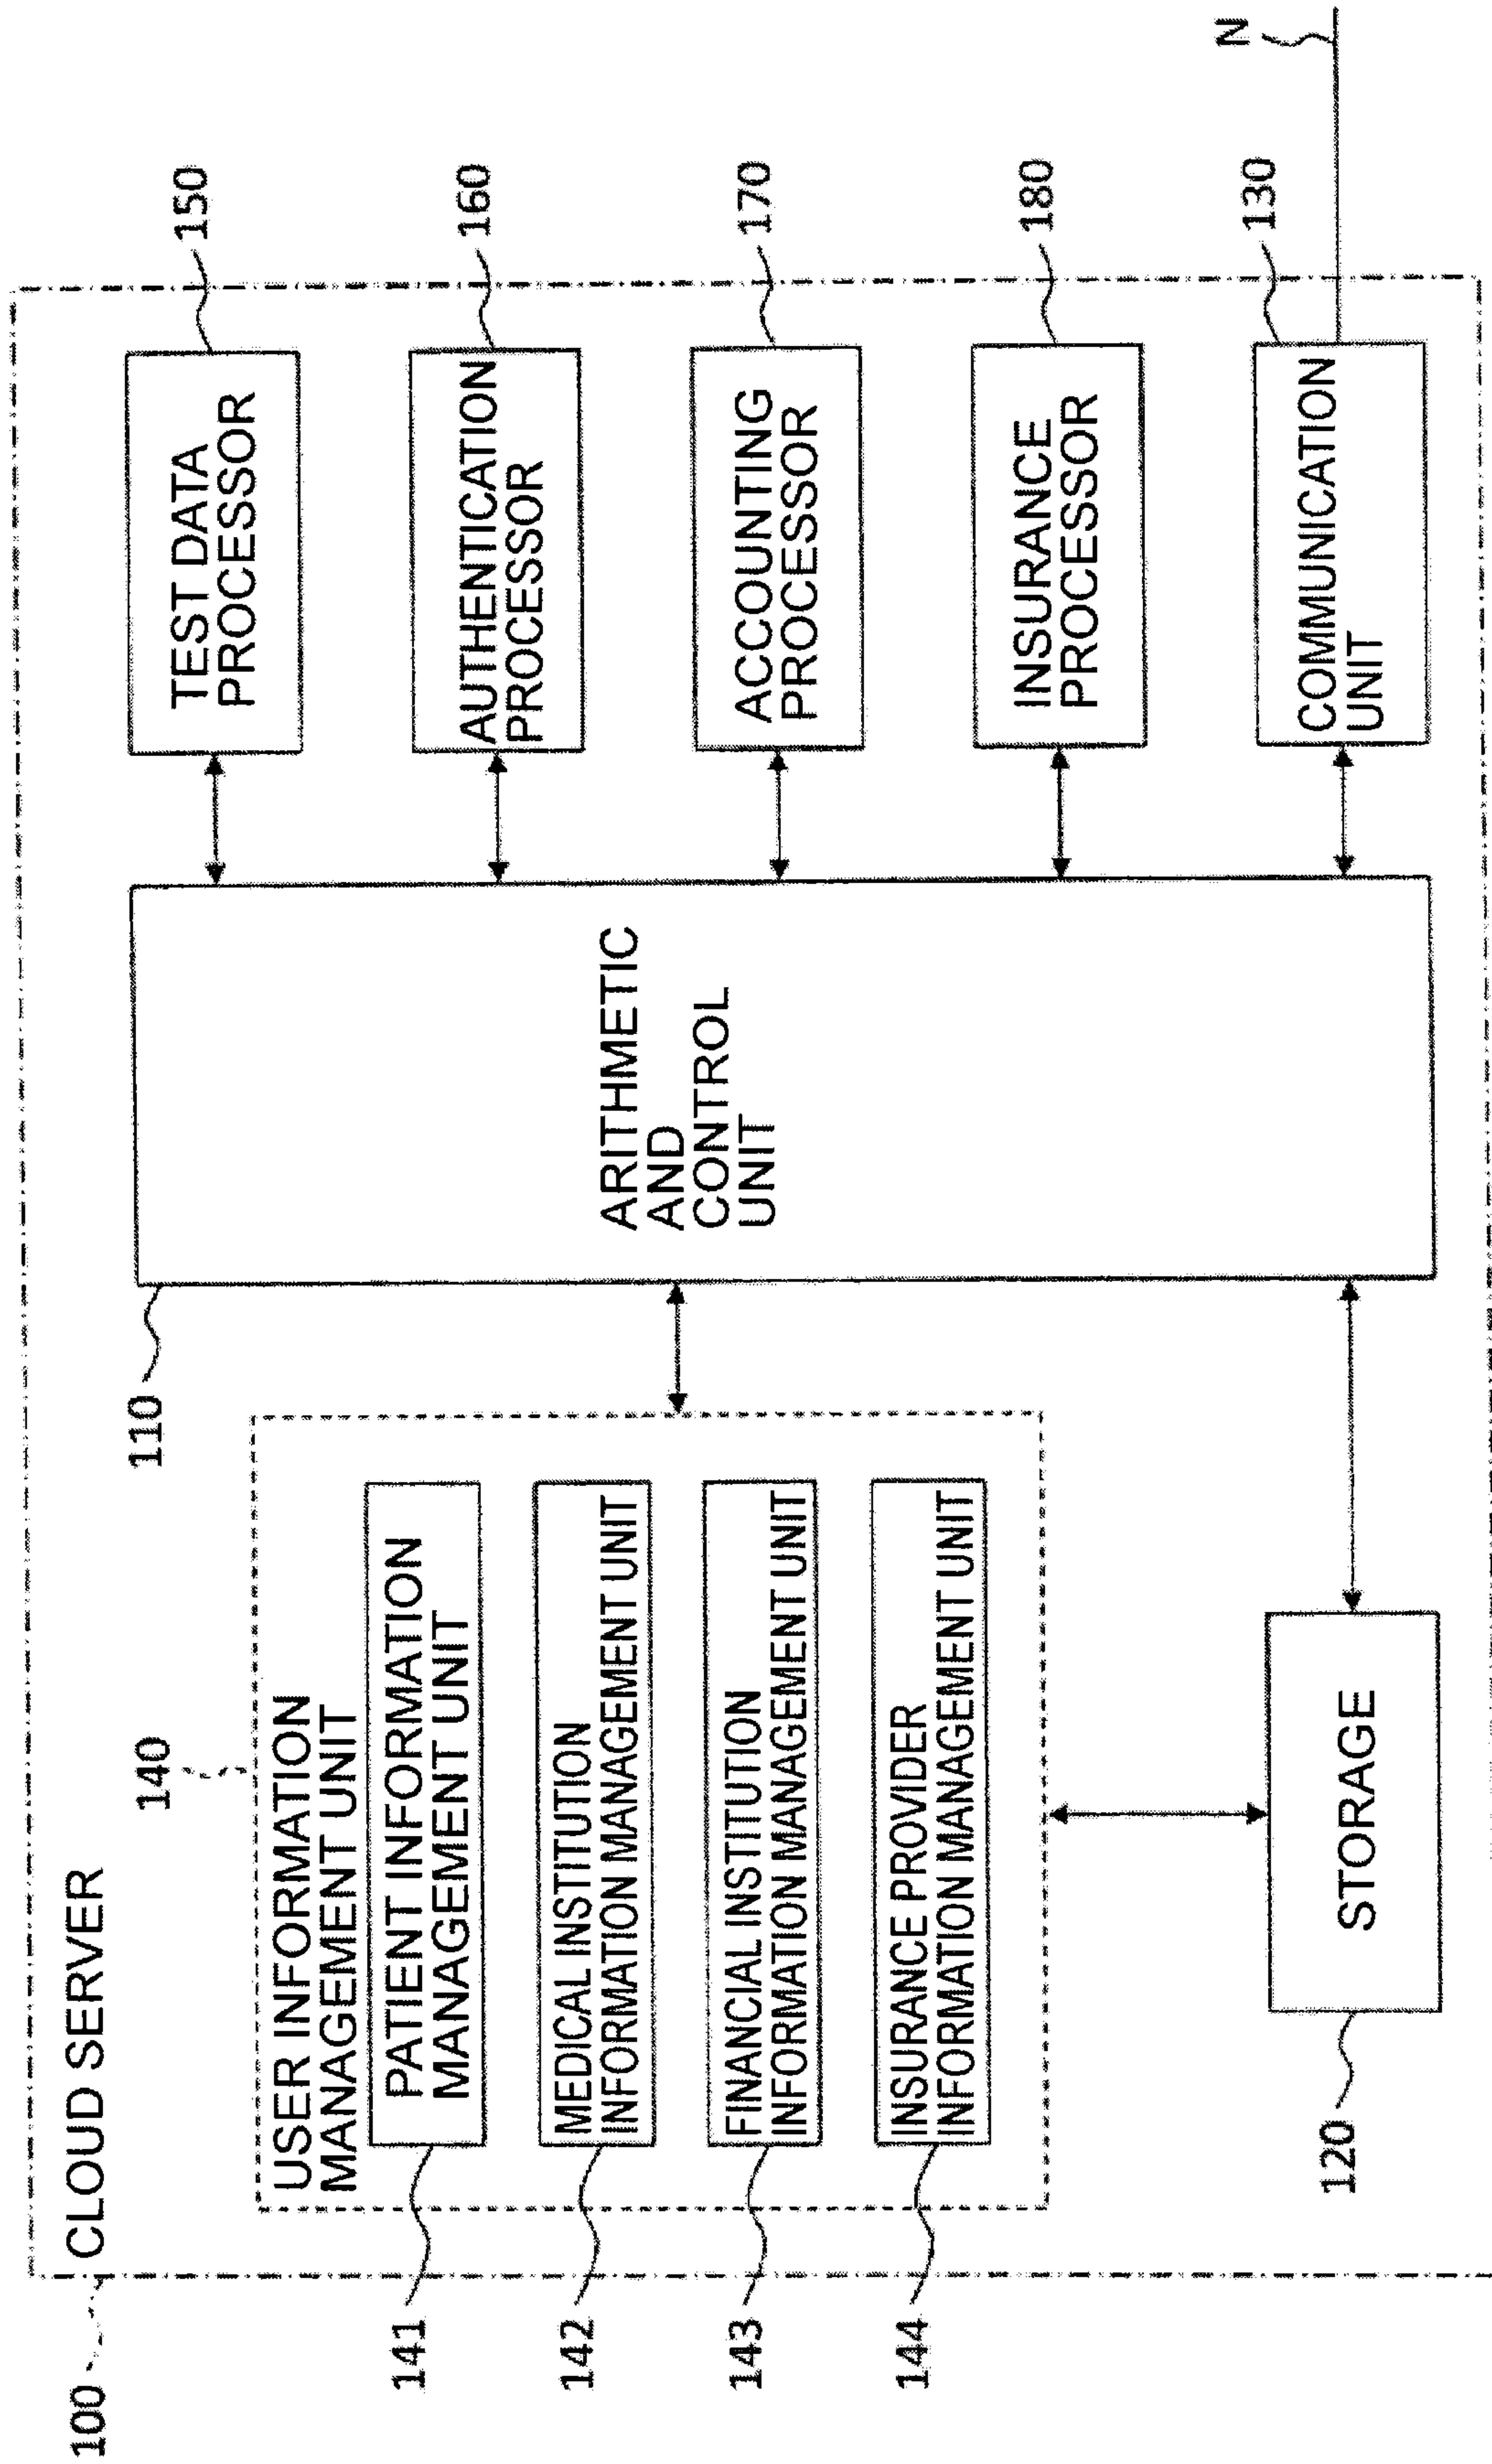 100
CLOUD SERVER
140
USER INFORMATION
MANAGEMENT UNIT
141
PATIENT INFORMATION
MANAGEMENT UNIT
142
MEDICAL INSTITUTION
INFORMATION MANAGEMENT UNIT
143
FINANCIAL INSTITUTION
INFORMATION MANAGEMENT UNIT
144
INSURANCE PROVIDER
INFORMATION MANAGEMENT UNIT
120
STORAGE
110
ARITHMETIC
AND
CONTROL
UNIT
150
TEST DATA
PROCESSOR
160
AUTHENTICATION
PROCESSOR
170
ACCOUNTING
PROCESSOR
180
INSURANCE
PROCESSOR
130
COMMUNICATION
UNIT
N